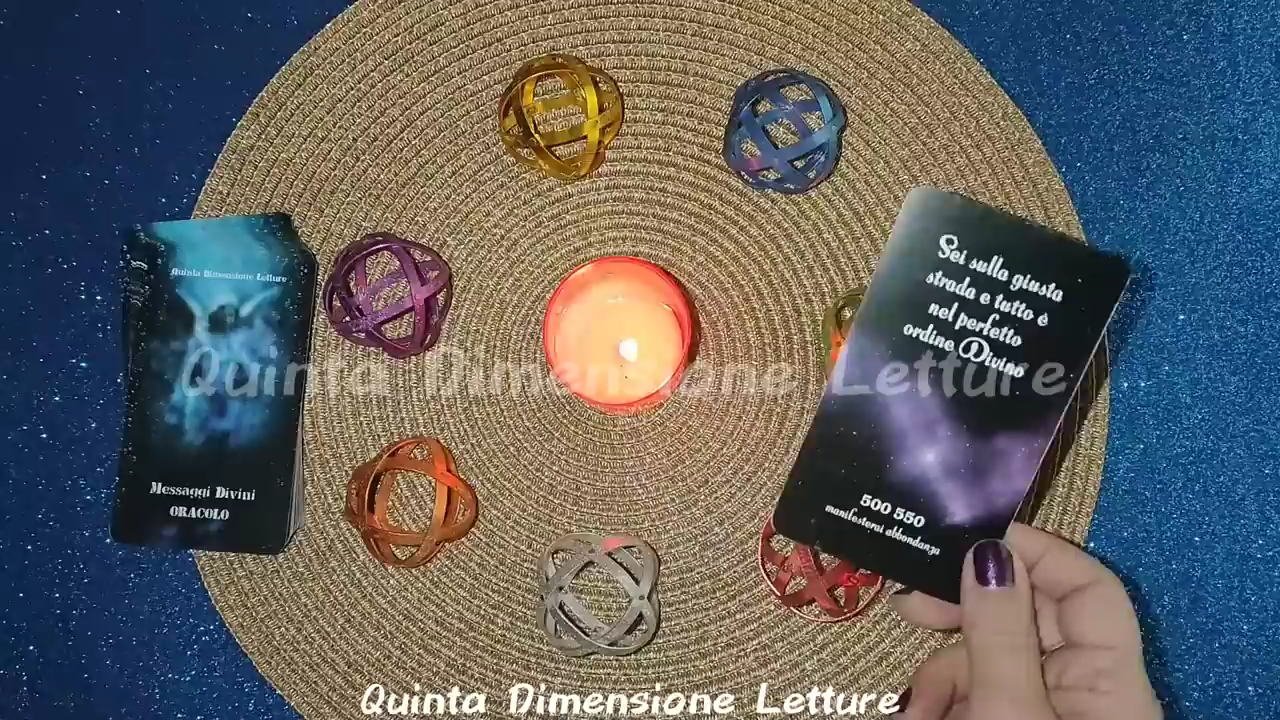 Quinta Dimensione Letture
Messaggi Divini
ORACOLO
Sei sulla giusta
strada e tutto è
nel perfetto
ordine Divino
500 550
manifesterai abbondanza
Quinta Dimensione Letture
Quinta Dimensione Letture